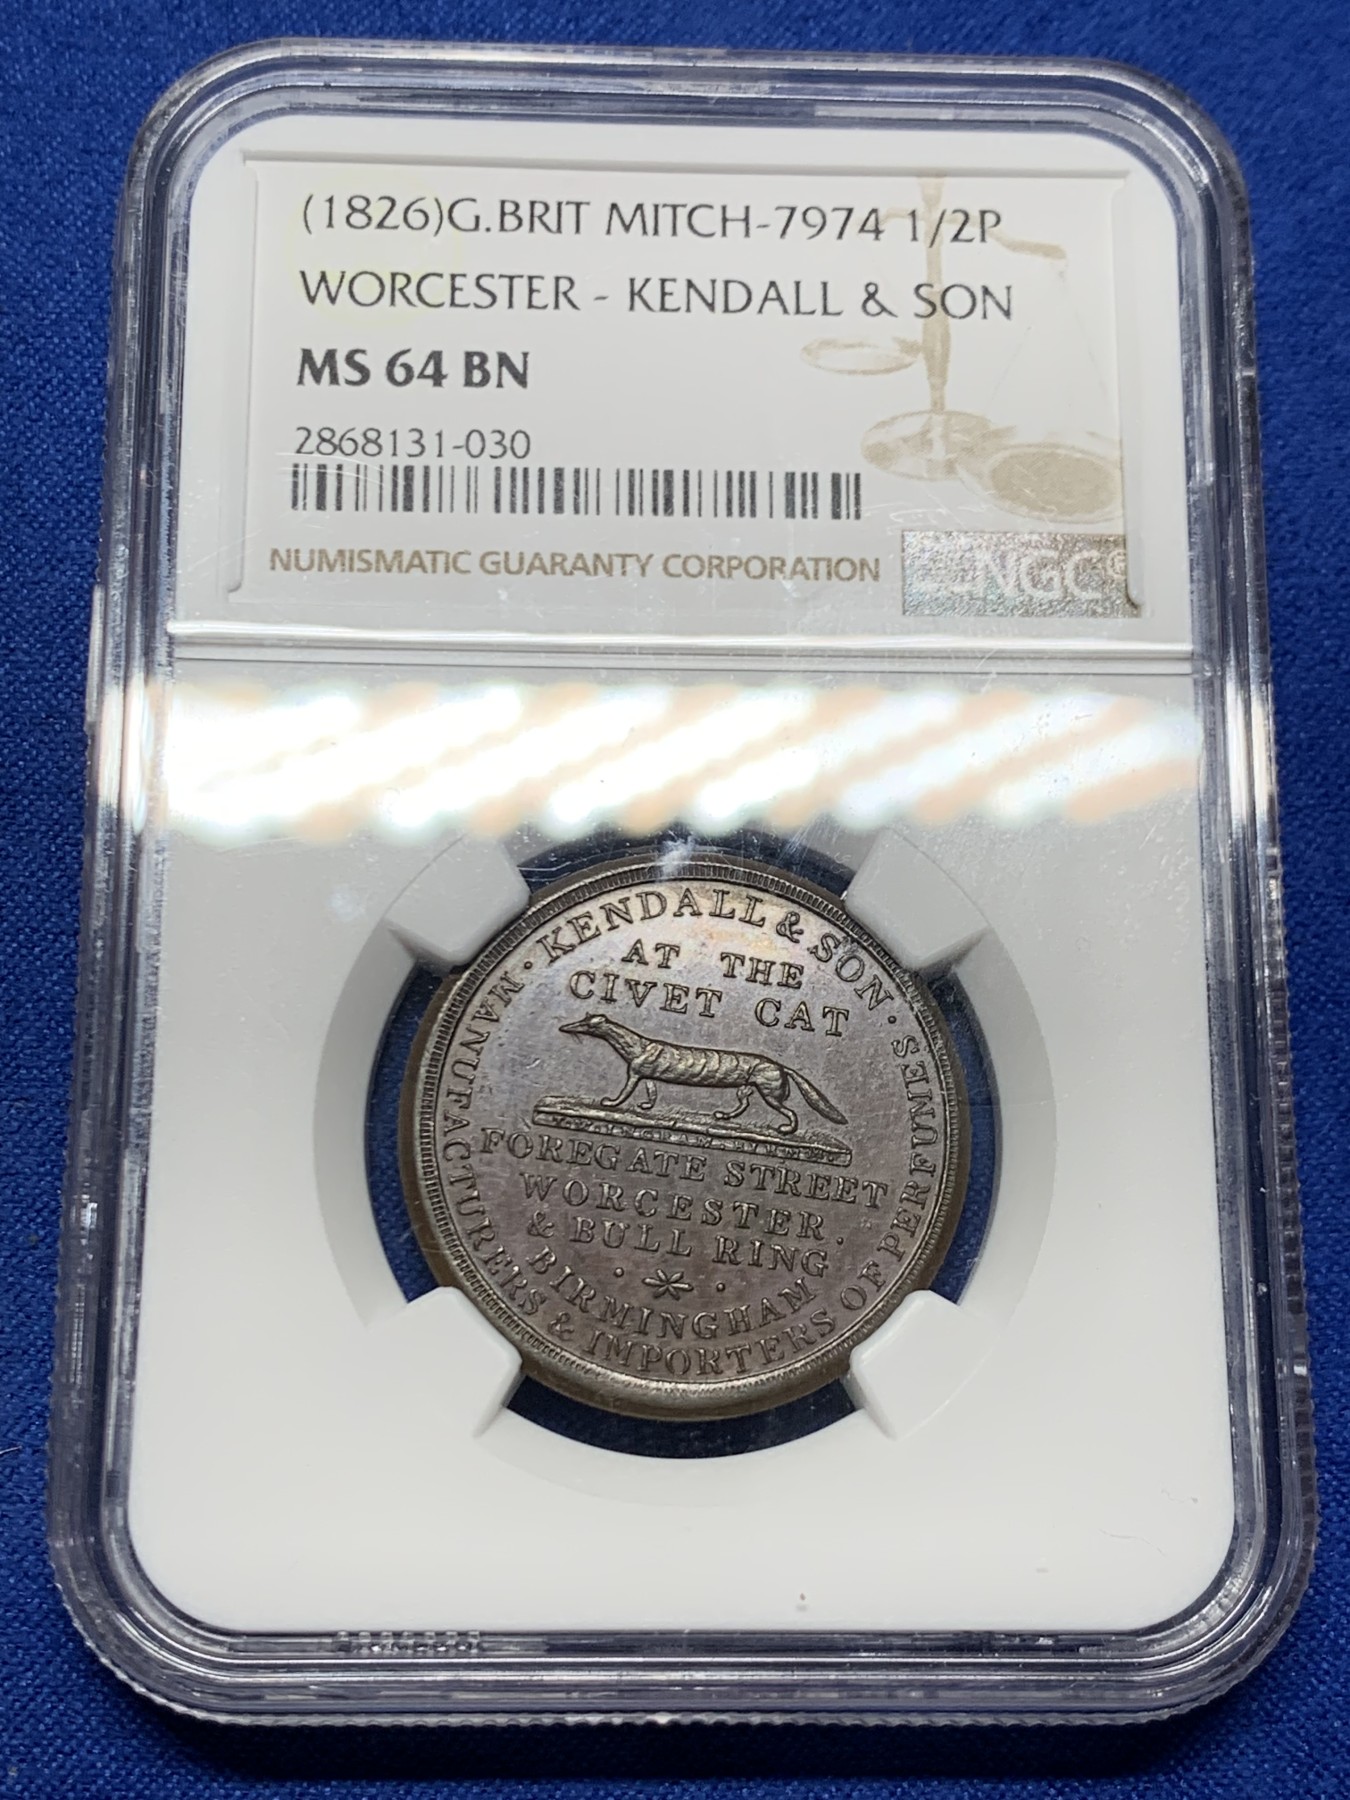 (1826)G.BRIT MITCH-7974 1/2P
WORCESTER - KENDALL & SON
MS 64 BN
2868131-030
NUMISMATIC GUARANTY CORPORATION
NGC
· KENDALL & SON ·
MANUFACTURERS & IMPORTERS OF PERFUMES
AT THE
CIVET CAT
FOREGATE STREET
WORCESTER.
& BULL RING
BIRMINGHAM